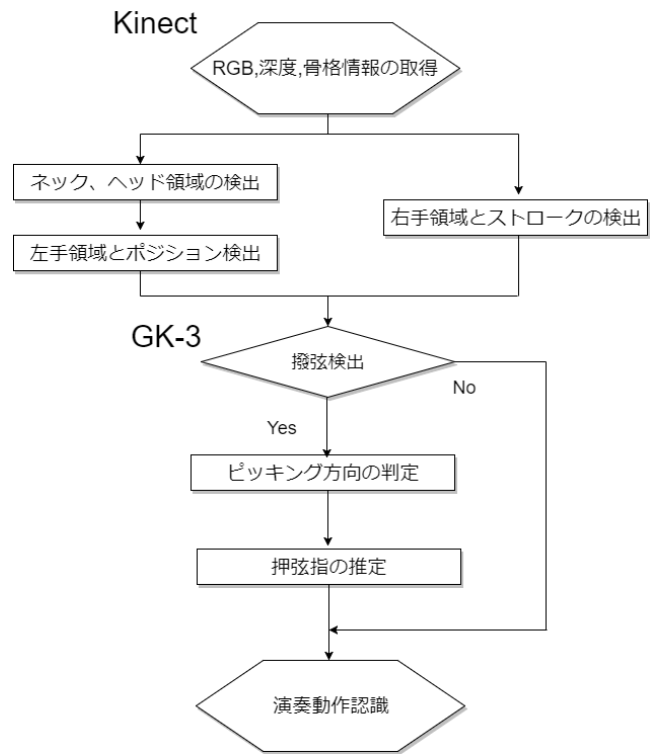 Kinect
RGB,深度,骨格情報の取得
ネック、ヘッド領域の検出
右手領域とストロークの検出
左手領域とポジション検出
GK-3
撥弦検出
No
Yes
ピッキング方向の判定
押弦指の推定
演奏動作認識